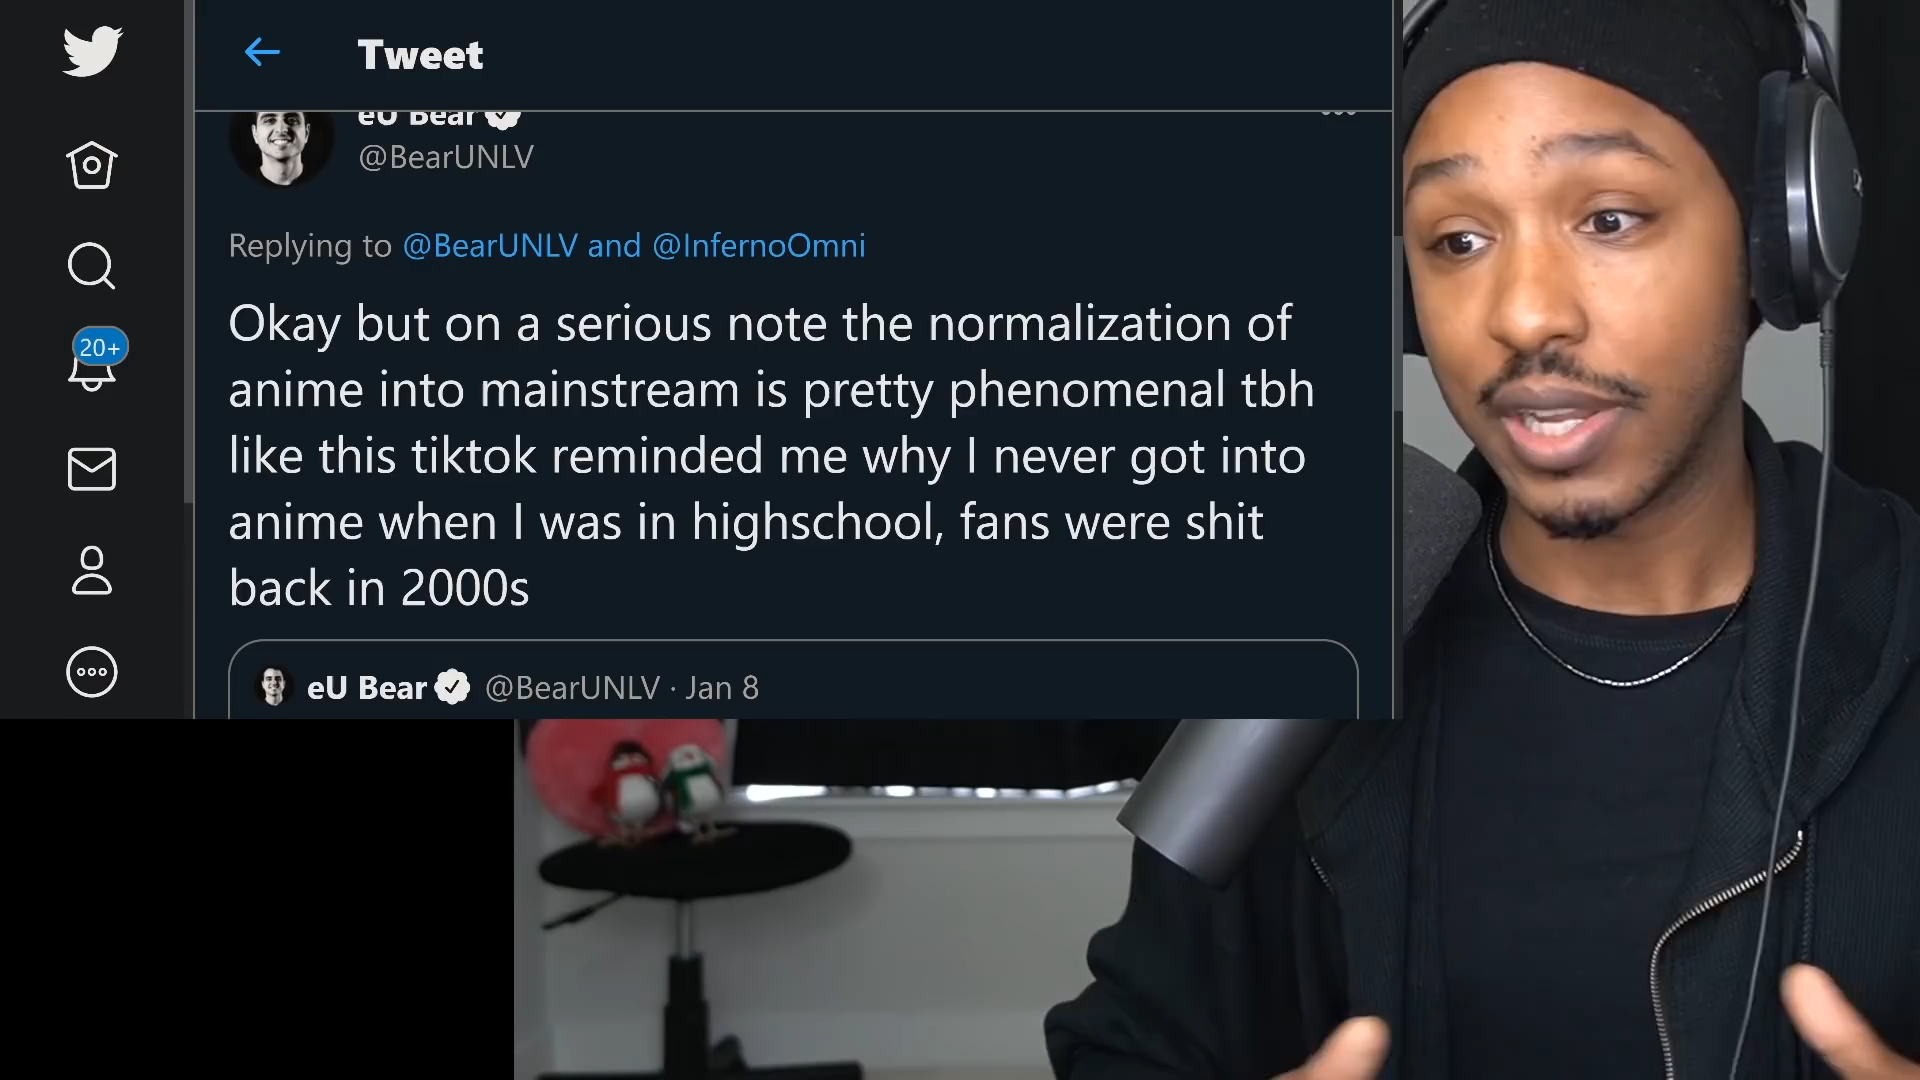 Tweet
eU Bear
@BearUNLV
Replying to @BearUNLV and @InfernoOmni
Okay but on a serious note the normalization of
anime into mainstream is pretty phenomenal tbh
like this tiktok reminded me why I never got into
anime when I was in highschool, fans were shit
back in 2000s
20+
eU Bear @BearUNLV · Jan 8